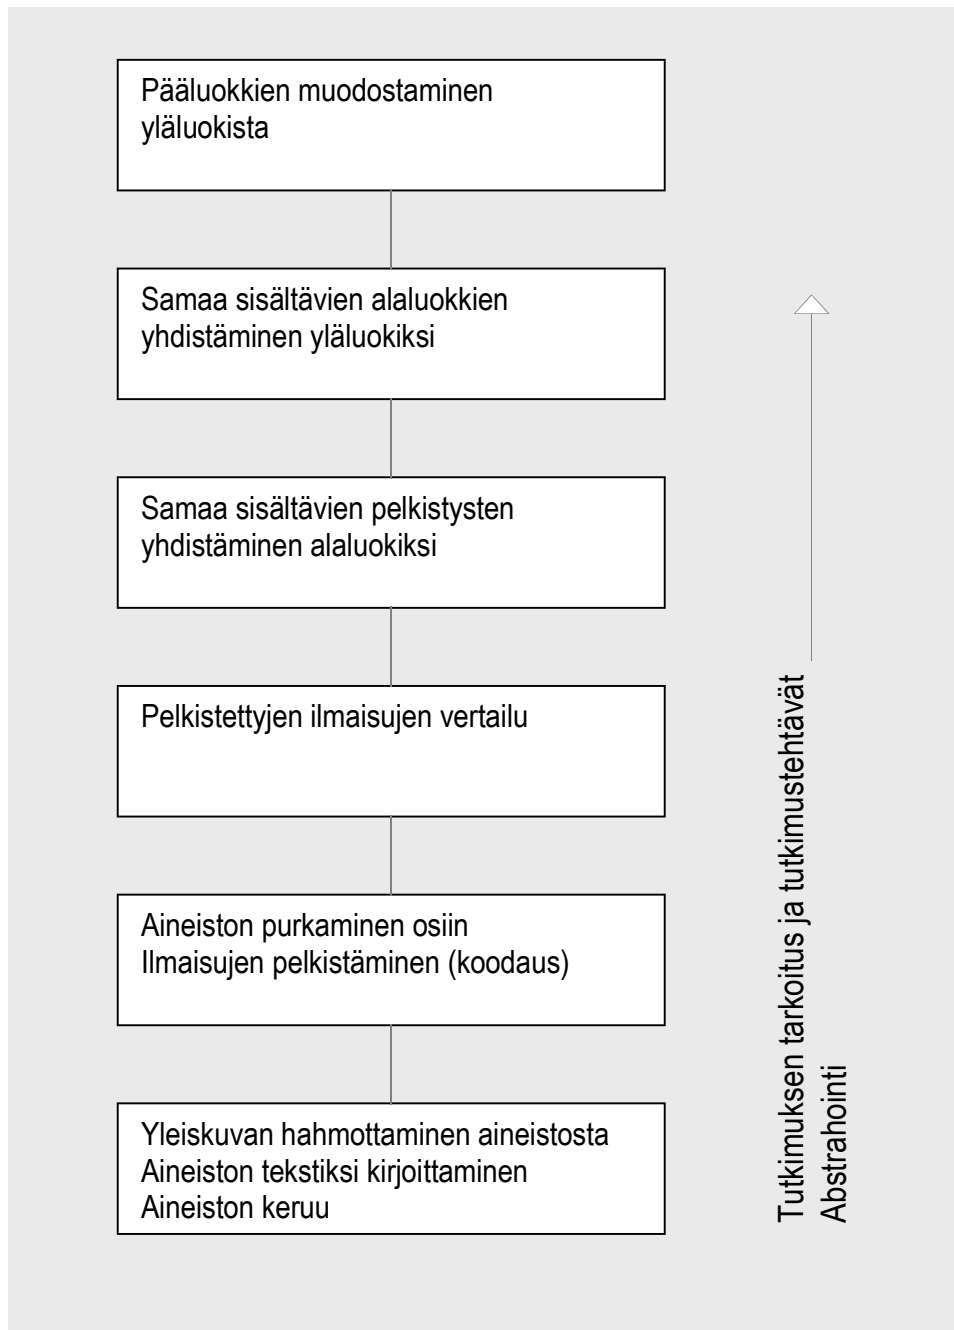 Pääluokkien muodostaminen
yläluokista
Samaa sisältävien alaluokkien
yhdistäminen yläluokiksi
Samaa sisältävien pelkistysten
yhdistäminen alaluokiksi
Pelkistettyjen ilmaisujen vertailu
Aineiston purkaminen osiin
Ilmaisujen pelkistäminen (koodaus)
Yleiskuvan hahmottaminen aineistosta
Aineiston tekstiksi kirjoittaminen
Aineiston keruu
Tutkimuksen tarkoitus ja tutkimustehtävät
Abstrahointi